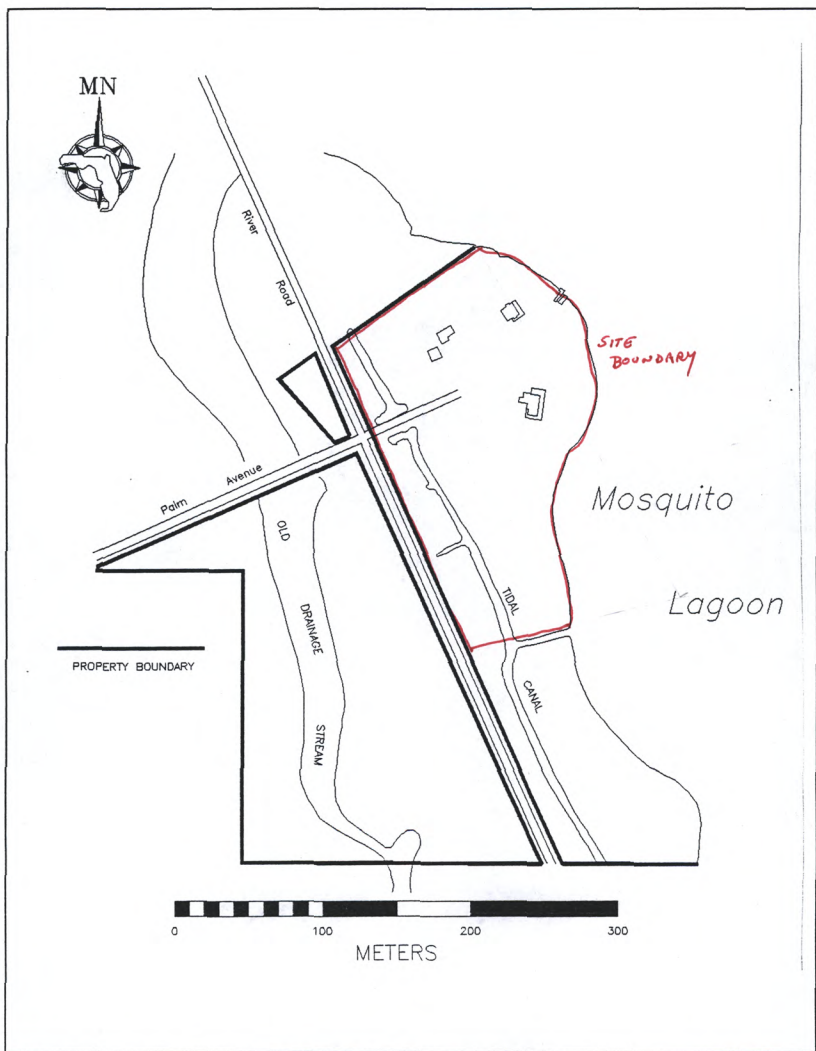 MN
River
Road
SITE
BOUNDARY
Palm Avenue
Mosquito
Lagoon
OLD
DRAINAGE
STREAM
TIDAL
CANAL
PROPERTY BOUNDARY
0 100 200 300
METERS